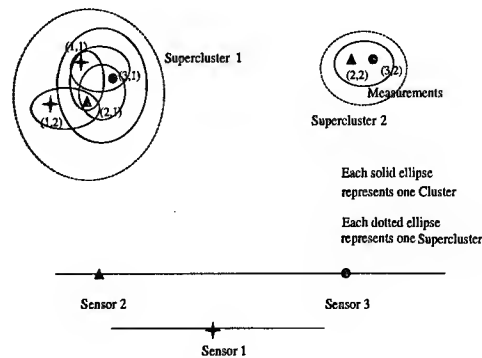 (1,1)
Supercluster 1
(3,1)
(2,1)
(1,2)
(2,2)
(3,2)
Measurements
Supercluster 2
Each solid ellipse
represents one Cluster
Each dotted ellipse
represents one Supercluster
Sensor 2
Sensor 3
Sensor 1